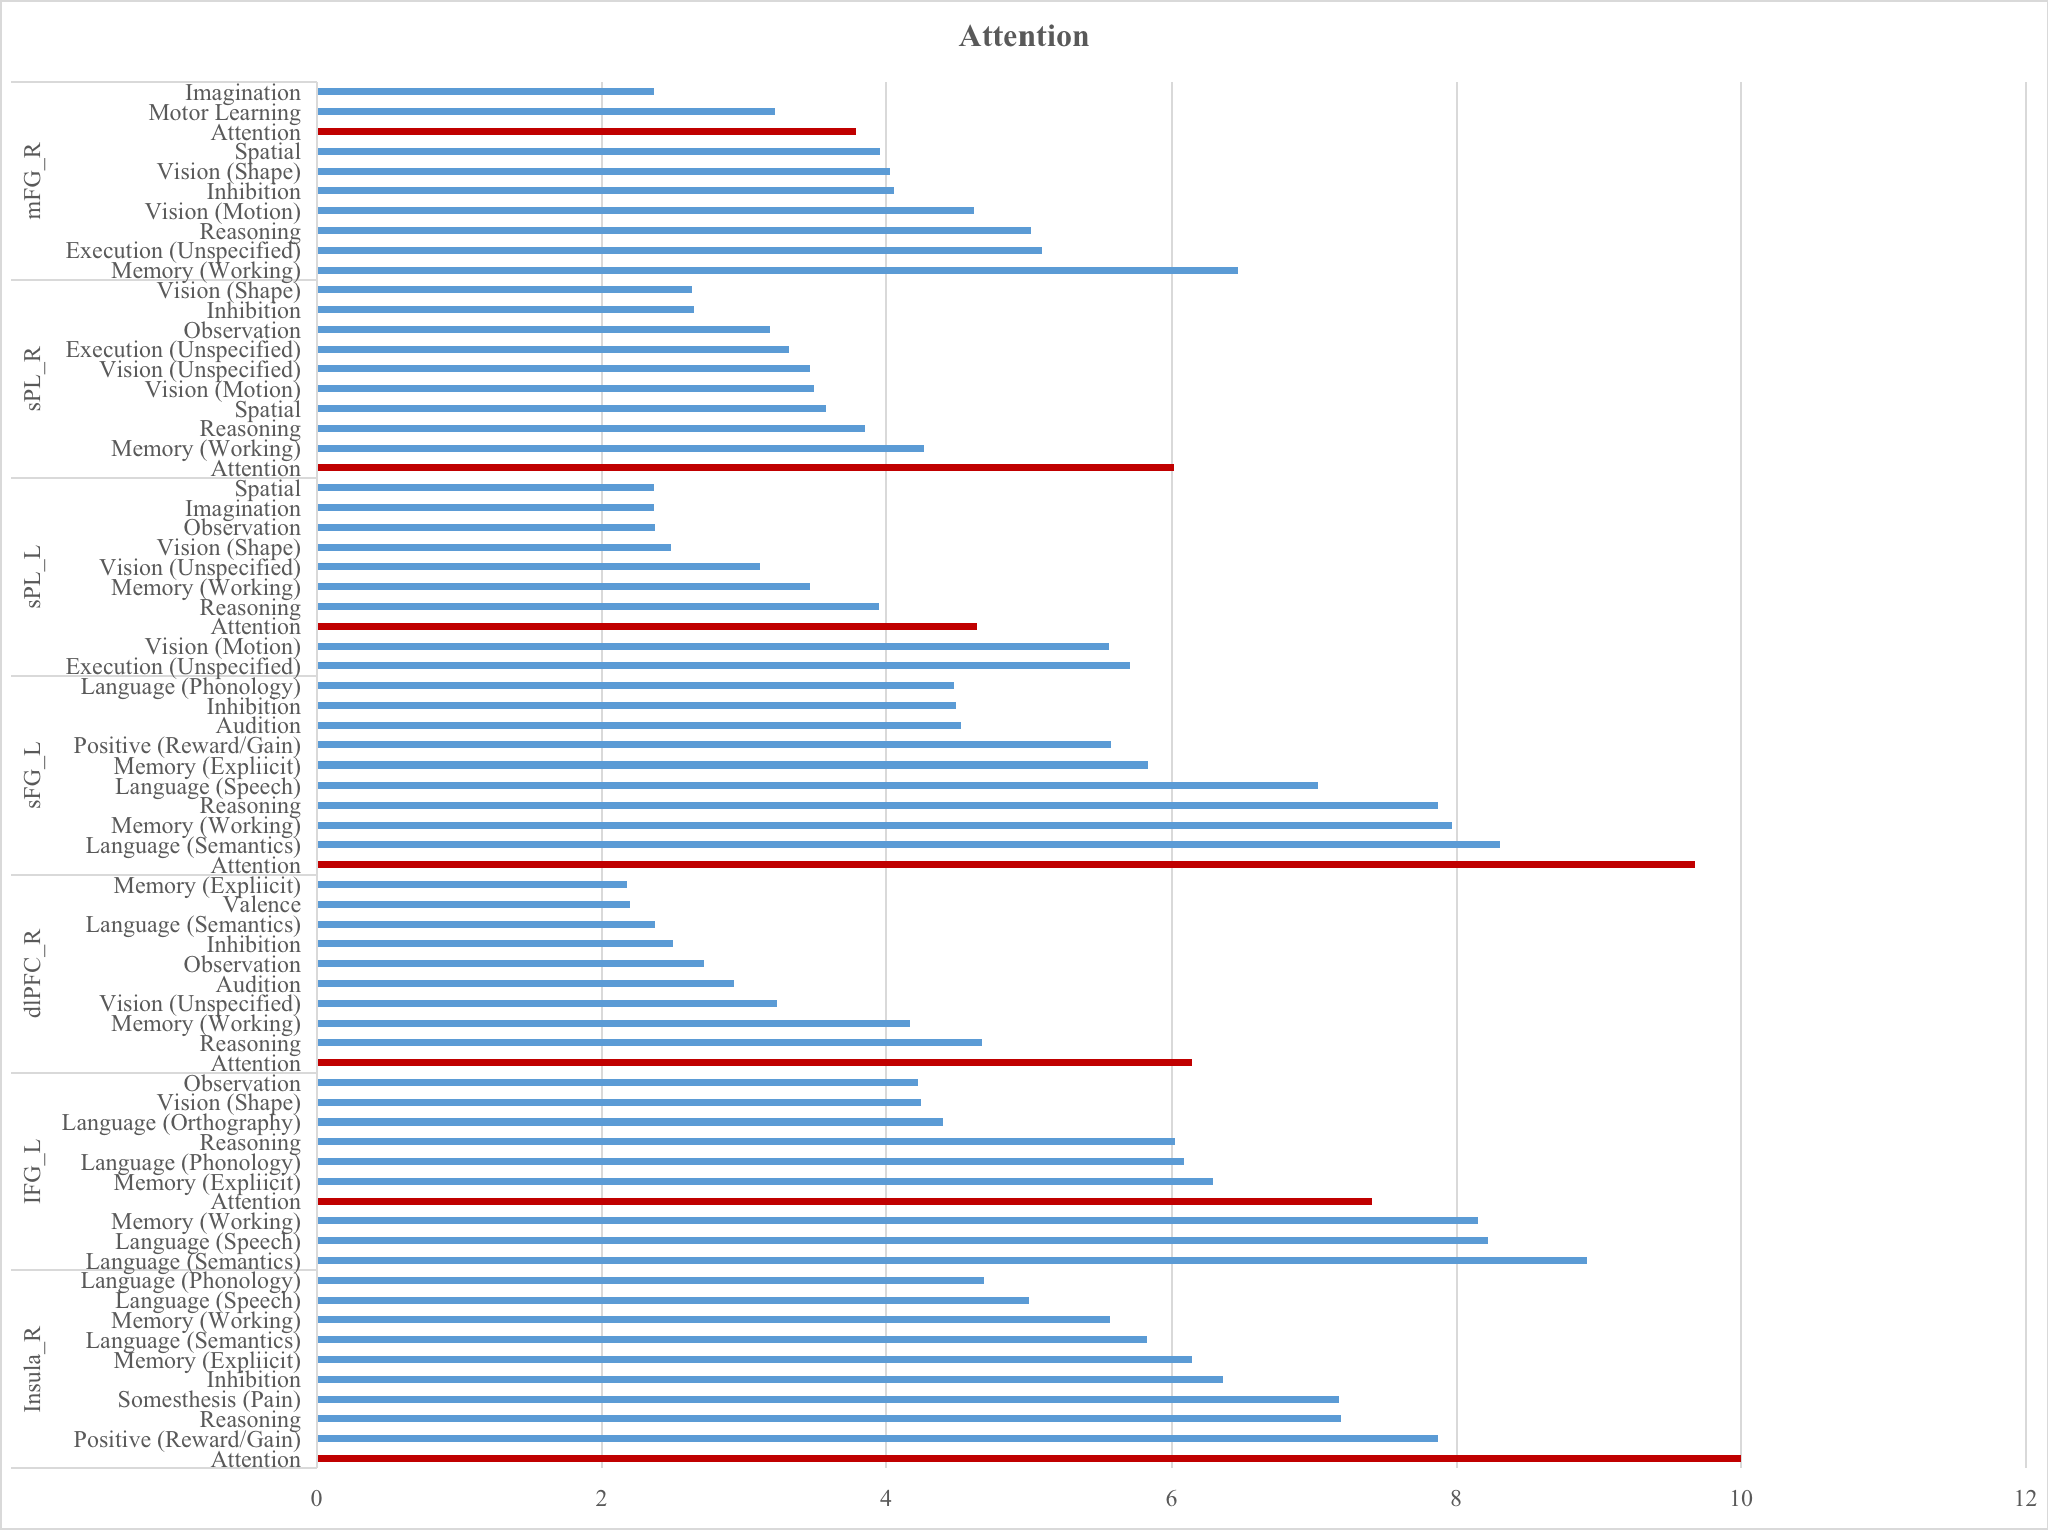 Attention
mFG_R
Imagination
Motor Learning
Attention
Spatial
Vision (Shape)
Inhibition
Vision (Motion)
Reasoning
Execution (Unspecified)
Memory (Working)
sPL_R
Vision (Shape)
Inhibition
Observation
Execution (Unspecified)
Vision (Unspecified)
Vision (Motion)
Spatial
Reasoning
Memory (Working)
Attention
sPL_L
Spatial
Imagination
Observation
Vision (Shape)
Vision (Unspecified)
Memory (Working)
Reasoning
Attention
Vision (Motion)
Execution (Unspecified)
sFG_L
Language (Phonology)
Inhibition
Audition
Positive (Reward/Gain)
Memory (Expliicit)
Language (Speech)
Reasoning
Memory (Working)
Language (Semantics)
Attention
dlPFC_R
Memory (Expliicit)
Valence
Language (Semantics)
Inhibition
Observation
Audition
Vision (Unspecified)
Memory (Working)
Reasoning
Attention
IFG_L
Observation
Vision (Shape)
Language (Orthography)
Reasoning
Language (Phonology)
Memory (Expliicit)
Attention
Memory (Working)
Language (Speech)
Language (Semantics)
Insula_R
Language (Phonology)
Language (Speech)
Memory (Working)
Language (Semantics)
Memory (Expliicit)
Inhibition
Somesthesis (Pain)
Reasoning
Positive (Reward/Gain)
Attention
0 2 4 6 8 10 12